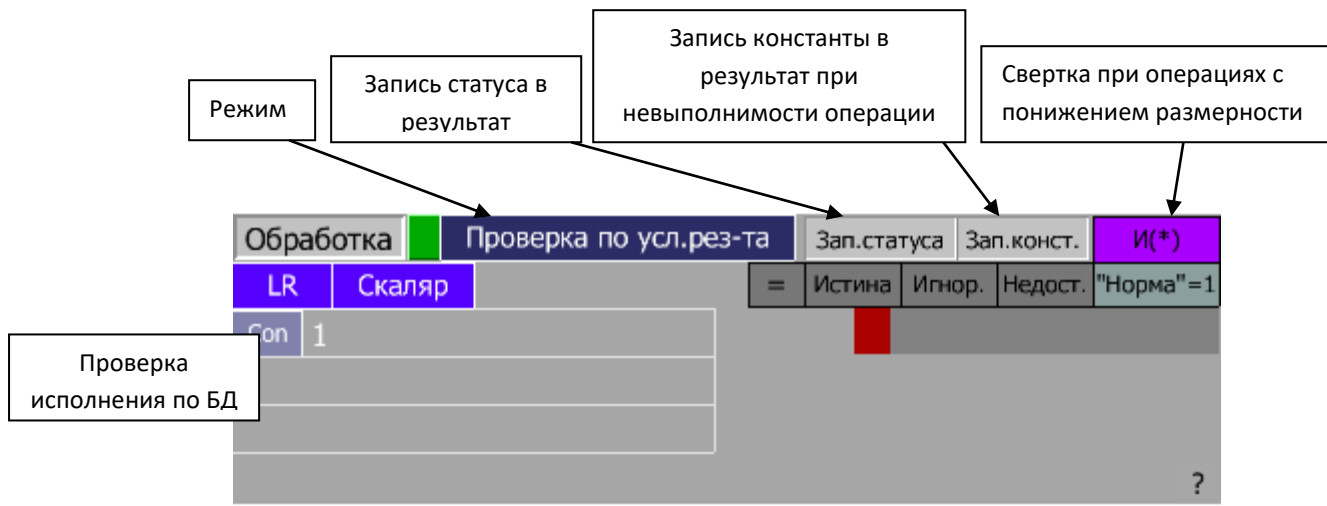 Запись константы в
результат при
невыполнимости операции
Свертка при операциях с
понижением размерности
Запись статуса в
результат
Режим
Обработка Проверка по усл.рез-та Зап.статуса Зап.конст. И(*)
LR Скаляр = Истина Игнор. Недост. "Норма"=1
Con 1
Проверка
исполнения по БД
?